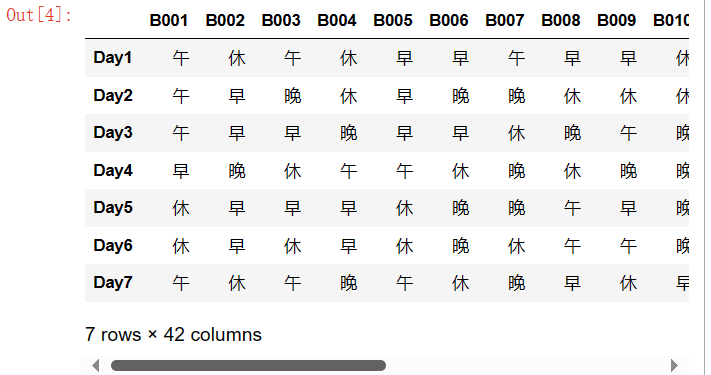 Out[4]:
B001 B002 B003 B004 B005 B006 B007 B008 B009 B010
Day1 午 休 午 休 早 早 午 早 早 休
Day2 午 早 晚 休 早 晚 晚 休 休 休
Day3 午 早 早 晚 早 早 休 晚 午 晚
Day4 早 晚 休 午 午 休 晚 休 晚 晚
Day5 休 早 早 早 休 晚 晚 午 早 晚
Day6 休 早 休 早 休 晚 休 午 午 晚
Day7 午 休 午 晚 午 休 晚 早 休 早
7 rows × 42 columns